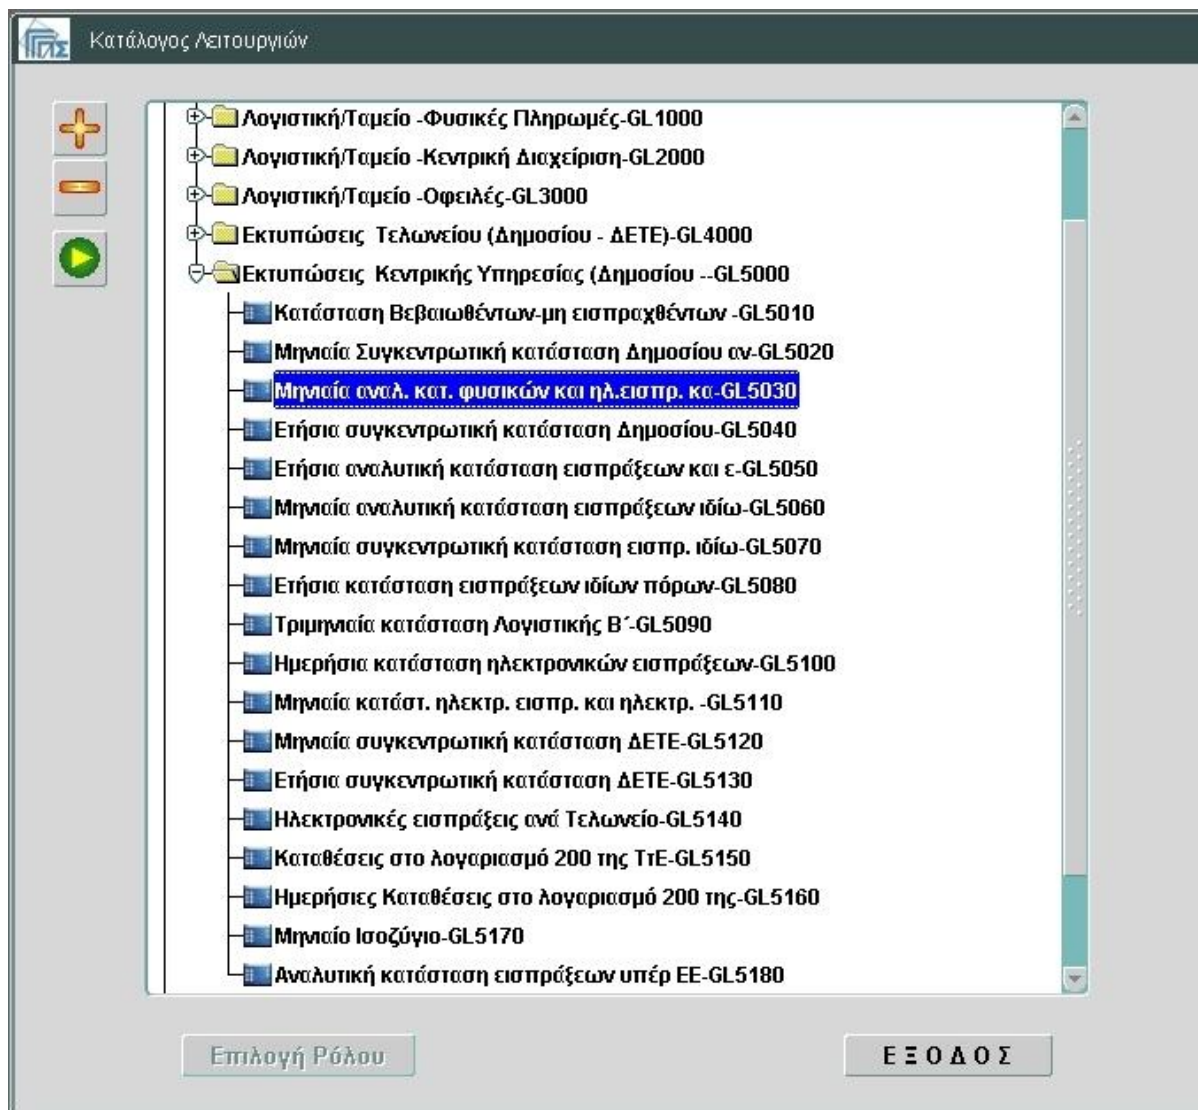 ΓΓΠΣ Κατάλογος Λειτουργιών
Λογιστική/Ταμείο -Φυσικές Πληρωμές-GL1000
Λογιστική/Ταμείο -Κεντρική Διαχείριση-GL2000
Λογιστική/Ταμείο -Οφειλές-GL3000
Εκτυπώσεις Τελωνείου (Δημοσίου - ΔΕΤΕ)-GL4000
Εκτυπώσεις Κεντρικής Υπηρεσίας (Δημοσίου --GL5000
Κατάσταση Βεβαιωθέντων-μη εισπραχθέντων -GL5010
Μηνιαία Συγκεντρωτική κατάσταση Δημοσίου αν-GL5020
Μηνιαία αναλ. κατ. φυσικών και ηλ.εισπρ. κα-GL5030
Ετήσια συγκεντρωτική κατάσταση Δημοσίου-GL5040
Ετήσια αναλυτική κατάσταση εισπράξεων και ε-GL5050
Μηνιαία αναλυτική κατάσταση εισπράξεων ιδίω-GL5060
Μηνιαία συγκεντρωτική κατάσταση εισπρ. ιδίω-GL5070
Ετήσια κατάσταση εισπράξεων ιδίων πόρων-GL5080
Τριμηνιαία κατάσταση Λογιστικής Β΄-GL5090
Ημερήσια κατάσταση ηλεκτρονικών εισπράξεων-GL5100
Μηνιαία κατάστ. ηλεκτρ. εισπρ. και ηλεκτρ. -GL5110
Μηνιαία συγκεντρωτική κατάσταση ΔΕΤΕ-GL5120
Ετήσια συγκεντρωτική κατάσταση ΔΕΤΕ-GL5130
Ηλεκτρονικές εισπράξεις ανά Τελωνείο-GL5140
Καταθέσεις στο λογαριασμό 200 της ΤτΕ-GL5150
Ημερήσιες Καταθέσεις στο λογαριασμό 200 της-GL5160
Μηνιαίο Ισοζύγιο-GL5170
Αναλυτική κατάσταση εισπράξεων υπέρ ΕΕ-GL5180
Επιλογή Ρόλου
ΕΞΟΔΟΣ